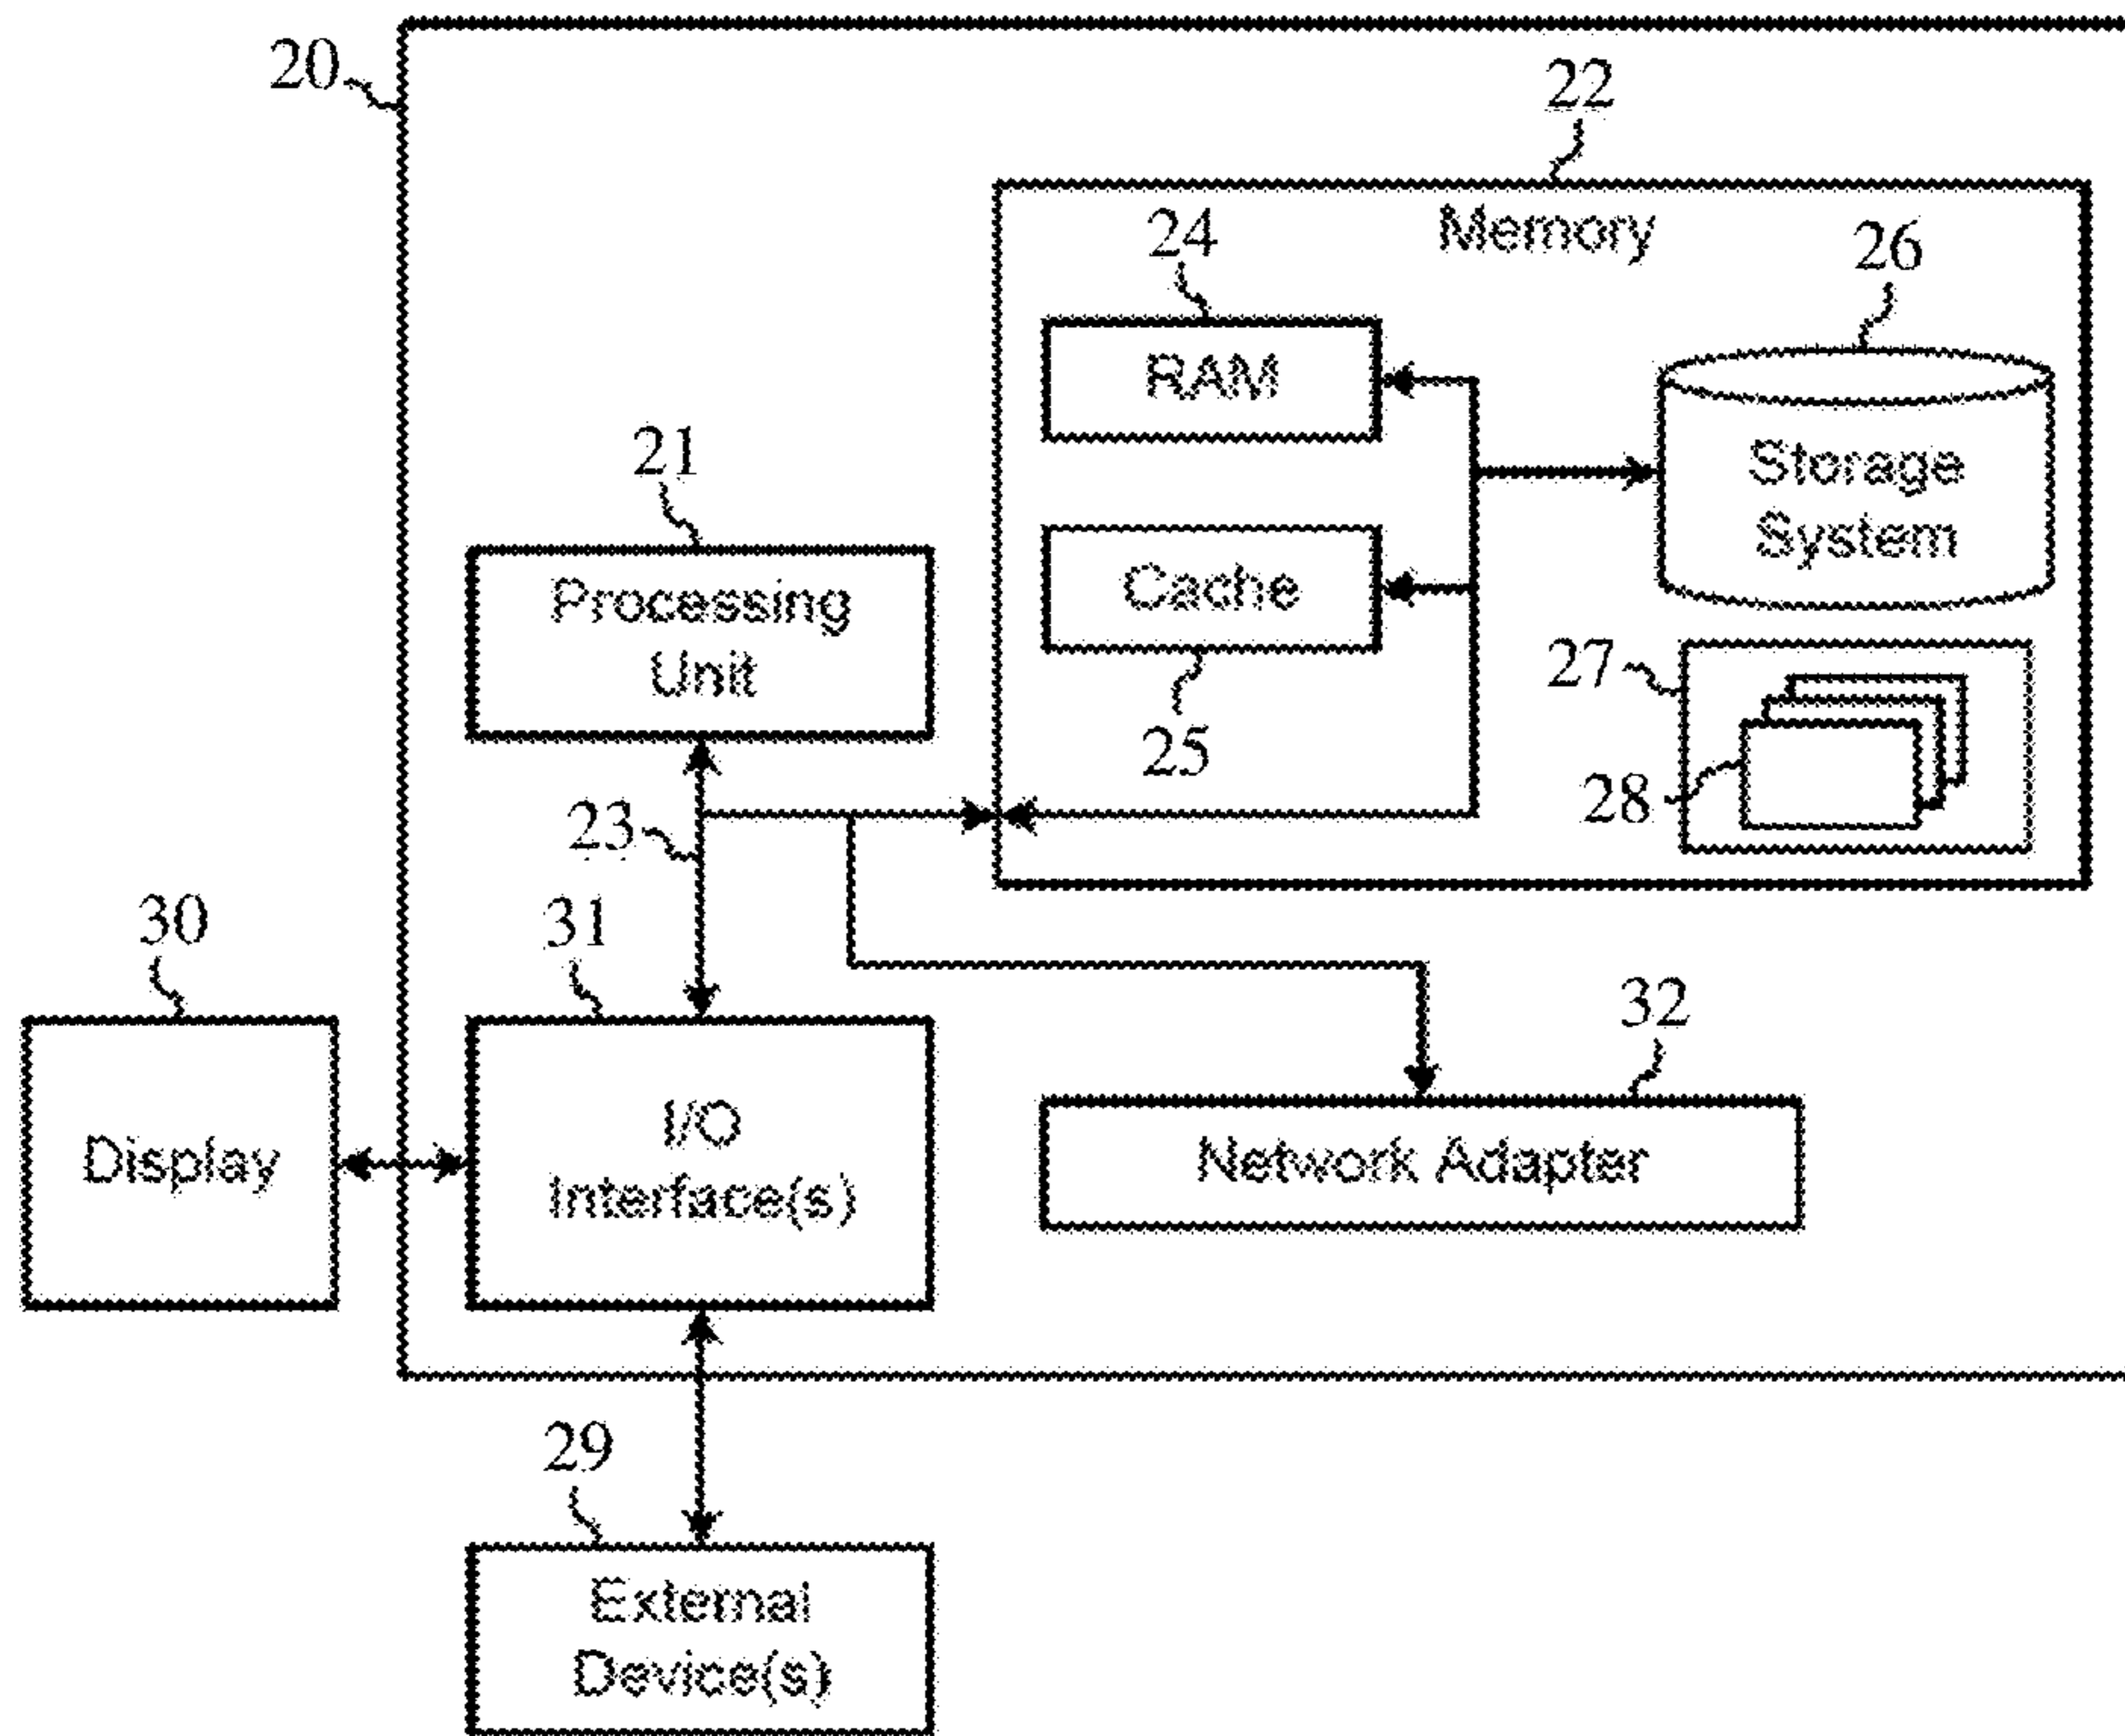 20
22
Memory
24
26
RAM
Storage
System
21
Processing
Unit
Cache
25
27
28
23
30
31
32
Display
I/O
Interface(s)
Network Adapter
29
External
Device(s)